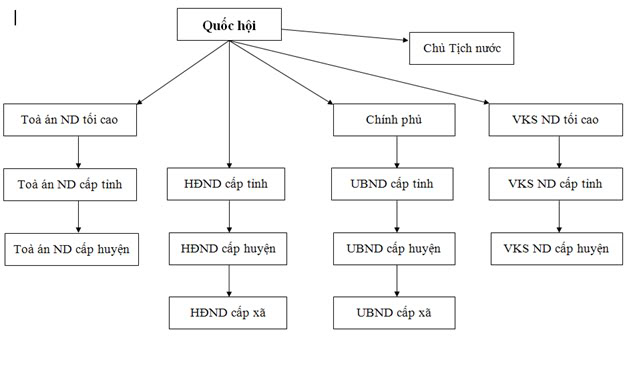 Quốc hội
Chủ Tịch nước
Toà án ND tối cao
Chính phủ
VKS ND tối cao
Toà án ND cấp tỉnh
HĐND cấp tỉnh
UBND cấp tỉnh
VKS ND cấp tỉnh
Toà án ND cấp huyện
HĐND cấp huyện
UBND cấp huyện
VKS ND cấp huyện
HĐND cấp xã
UBND cấp xã